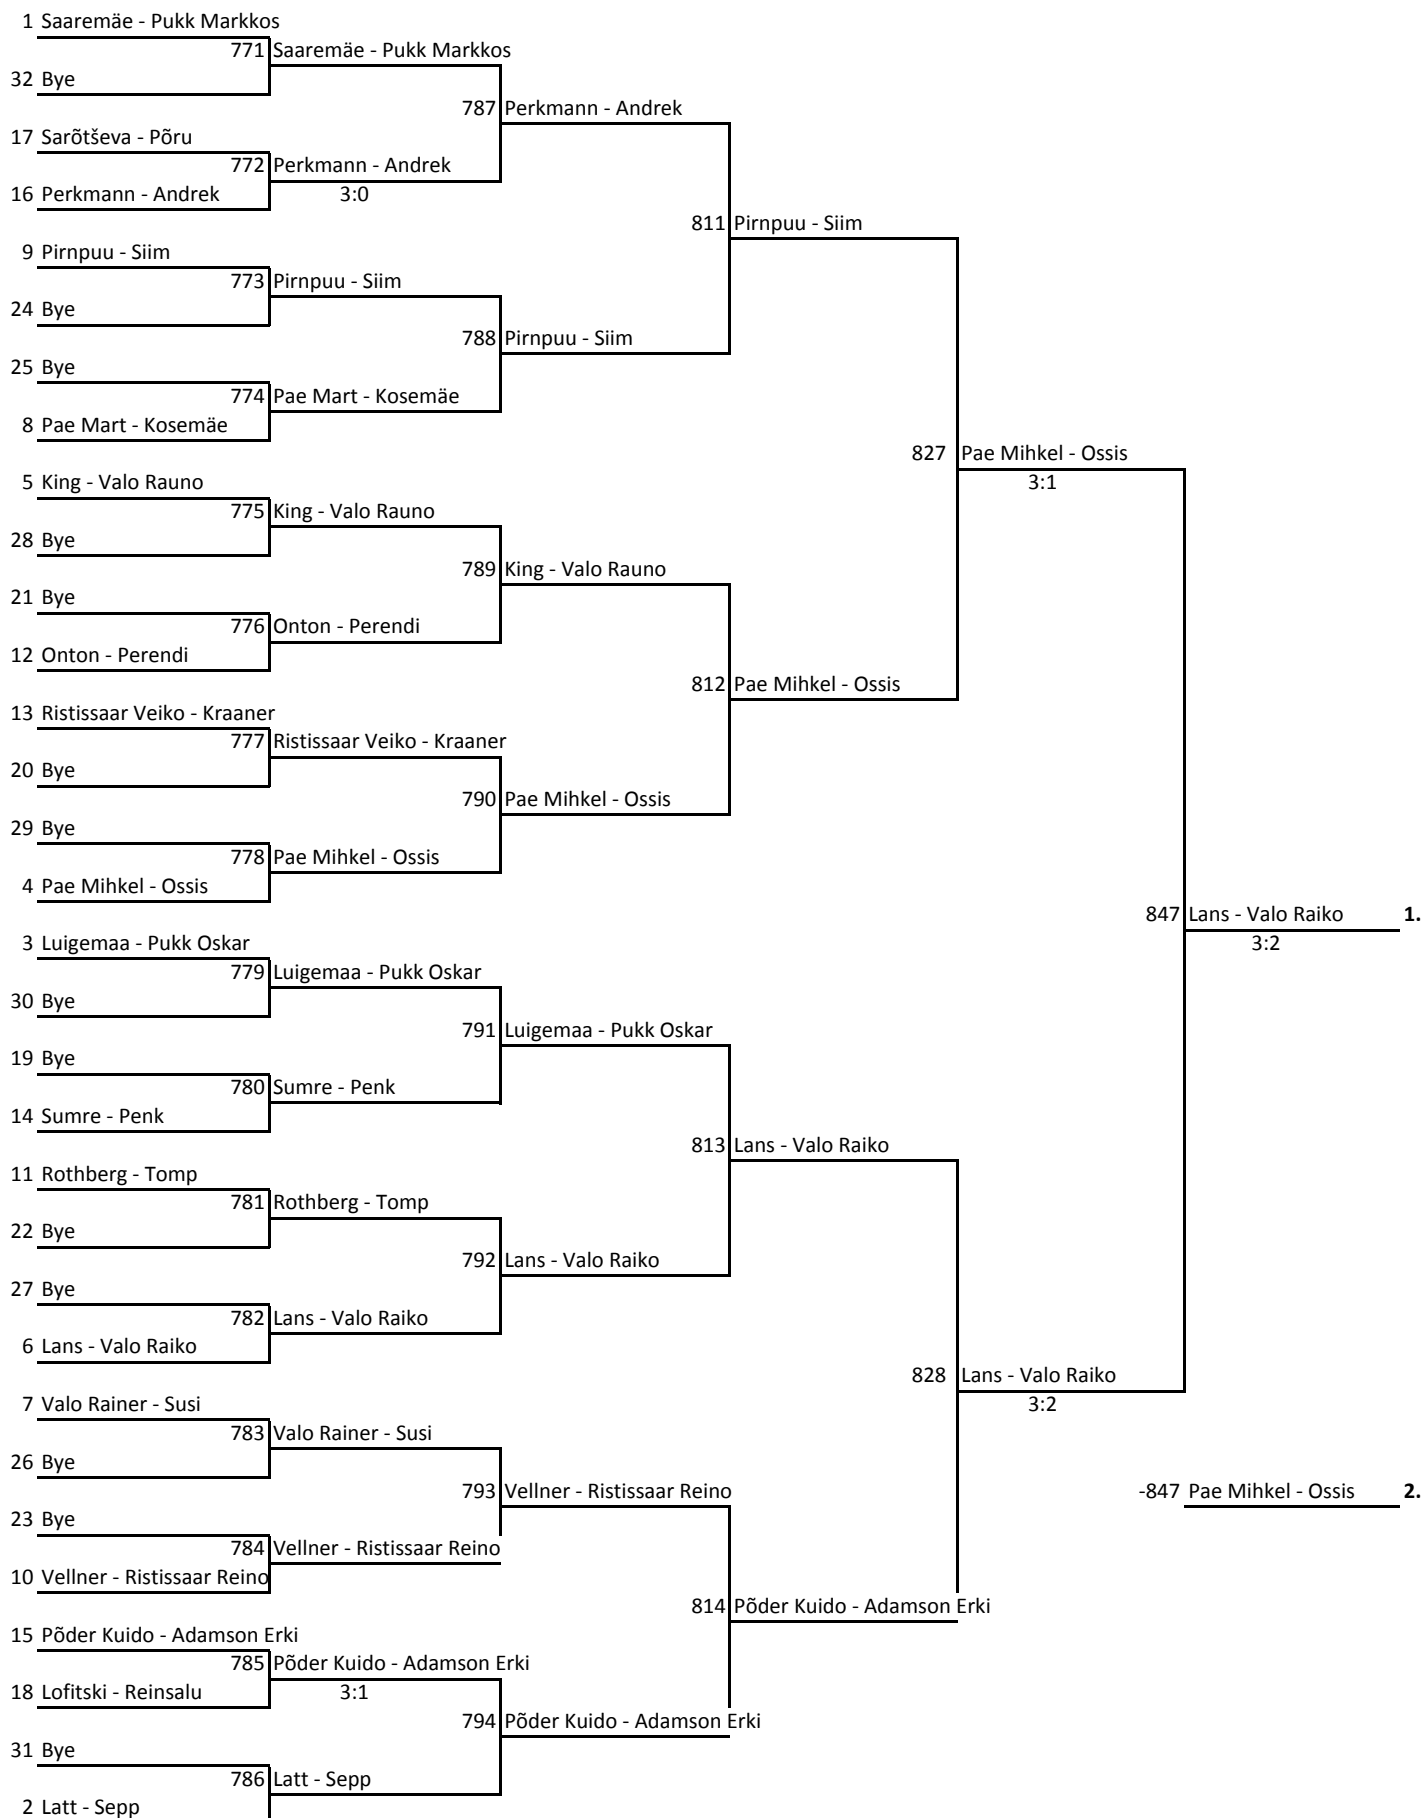 1 Saaremäe - Pukk Markkos
771 Saaremäe - Pukk Markkos
32 Bye
787 Perkmann - Andrek
17 Sarõtševa - Põru
772 Perkmann - Andrek
16 Perkmann - Andrek 3:0
811 Pirnpuu - Siim
9 Pirnpuu - Siim
773 Pirnpuu - Siim
24 Bye
788 Pirnpuu - Siim
25 Bye
774 Pae Mart - Kosemäe
8 Pae Mart - Kosemäe
827 Pae Mihkel - Ossis
5 King - Valo Rauno 3:1
775 King - Valo Rauno
28 Bye
789 King - Valo Rauno
21 Bye
776 Onton - Perendi
12 Onton - Perendi
812 Pae Mihkel - Ossis
13 Ristissaar Veiko - Kraaner
777 Ristissaar Veiko - Kraaner
20 Bye
790 Pae Mihkel - Ossis
29 Bye
778 Pae Mihkel - Ossis
4 Pae Mihkel - Ossis
847 Lans - Valo Raiko 1.
3 Luigemaa - Pukk Oskar 3:2
779 Luigemaa - Pukk Oskar
30 Bye
791 Luigemaa - Pukk Oskar
19 Bye
780 Sumre - Penk
14 Sumre - Penk
813 Lans - Valo Raiko
11 Rothberg - Tomp
781 Rothberg - Tomp
22 Bye
792 Lans - Valo Raiko
27 Bye
782 Lans - Valo Raiko
6 Lans - Valo Raiko
828 Lans - Valo Raiko
7 Valo Rainer - Susi 3:2
783 Valo Rainer - Susi
26 Bye
793 Vellner - Ristissaar Reino -847 Pae Mihkel - Ossis 2.
23 Bye
784 Vellner - Ristissaar Reino
10 Vellner - Ristissaar Reino
814 Põder Kuido - Adamson Erki
15 Põder Kuido - Adamson Erki
785 Põder Kuido - Adamson Erki
18 Lofitski - Reinsalu 3:1
794 Põder Kuido - Adamson Erki
31 Bye
786 Latt - Sepp
2 Latt - Sepp